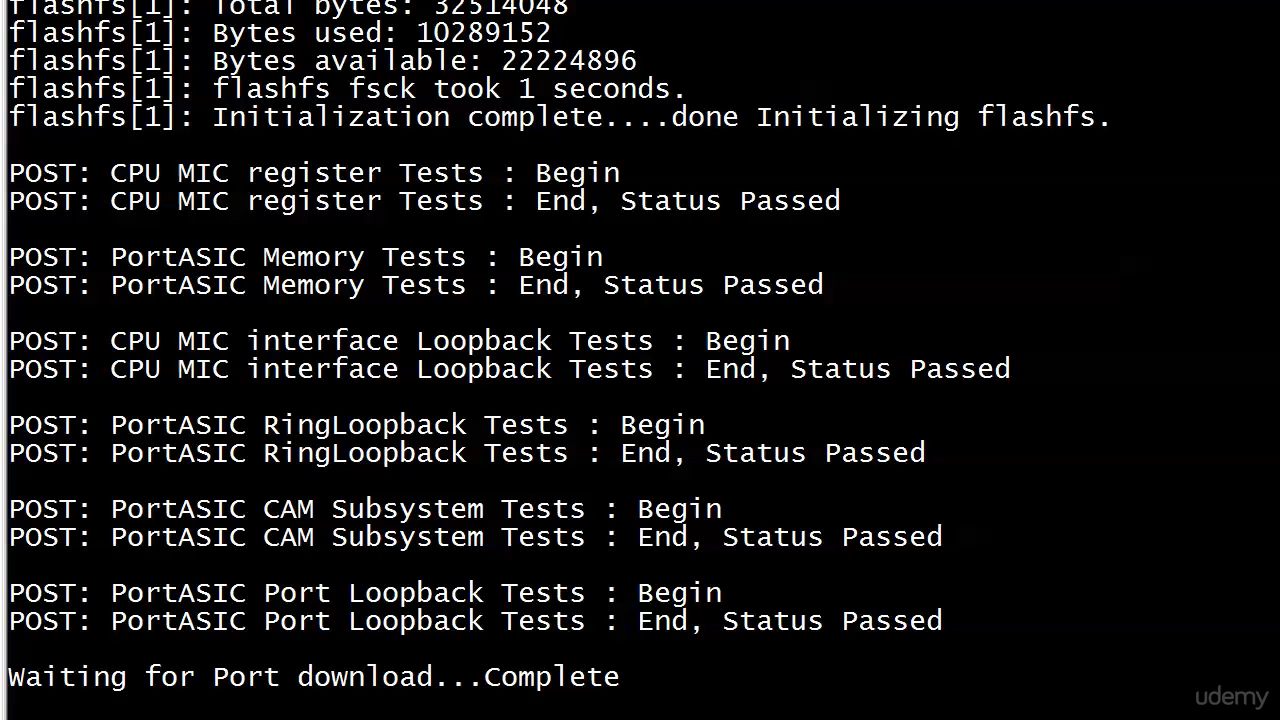 flashfs[1]: Total bytes: 32514048
flashfs[1]: Bytes used: 10289152
flashfs[1]: Bytes available: 22224896
flashfs[1]: flashfs fsck took 1 seconds.
flashfs[1]: Initialization complete....done Initializing flashfs.
POST: CPU MIC register Tests : Begin
POST: CPU MIC register Tests : End, Status Passed
POST: PortASIC Memory Tests : Begin
POST: PortASIC Memory Tests : End, Status Passed
POST: CPU MIC interface Loopback Tests : Begin
POST: CPU MIC interface Loopback Tests : End, Status Passed
POST: PortASIC RingLoopback Tests : Begin
POST: PortASIC RingLoopback Tests : End, Status Passed
POST: PortASIC CAM Subsystem Tests : Begin
POST: PortASIC CAM Subsystem Tests : End, Status Passed
POST: PortASIC Port Loopback Tests : Begin
POST: PortASIC Port Loopback Tests : End, Status Passed
Waiting for Port download...Complete
udemy